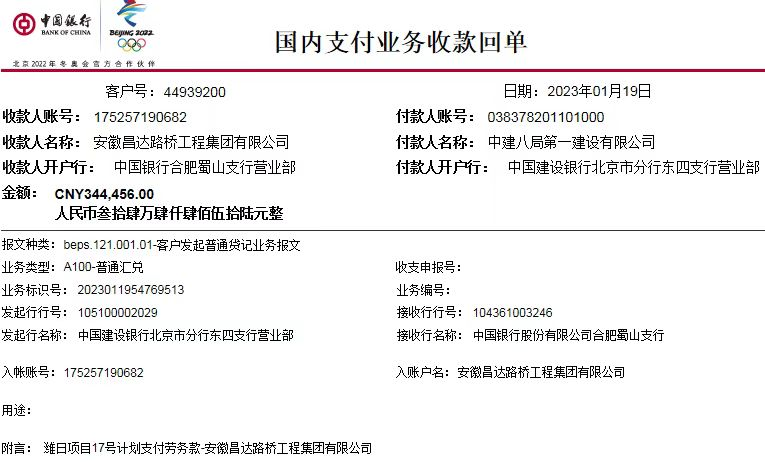 中国银行
BANK OF CHINA
BEIJING 2022
北京2022年冬奥会官方合作伙伴
国内支付业务收款回单
客户号：44939200 日期：2023年01月19日
收款人账号：175257190682 付款人账号：038378201101000
收款人名称：安徽昌达路桥工程集团有限公司 付款人名称：中建八局第一建设有限公司
收款人开户行：中国银行合肥蜀山支行营业部 付款人开户行：中国建设银行北京市分行东四支行营业部
金额：CNY344,456.00
人民币叁拾肆万肆仟肆佰伍拾陆元整
报文种类：beps.121.001.01-客户发起普通贷记业务报文
业务类型：A100-普通汇兑 收支申报号：
业务标识号：2023011954769513 业务编号：
发起行行号：105100002029 接收行行号：104361003246
发起行名称：中国建设银行北京市分行东四支行营业部 接收行名称：中国银行股份有限公司合肥蜀山支行
入帐账号：175257190682 入账户名：安徽昌达路桥工程集团有限公司
用途：
附言：潍日项目17号计划支付劳务款-安徽昌达路桥工程集团有限公司